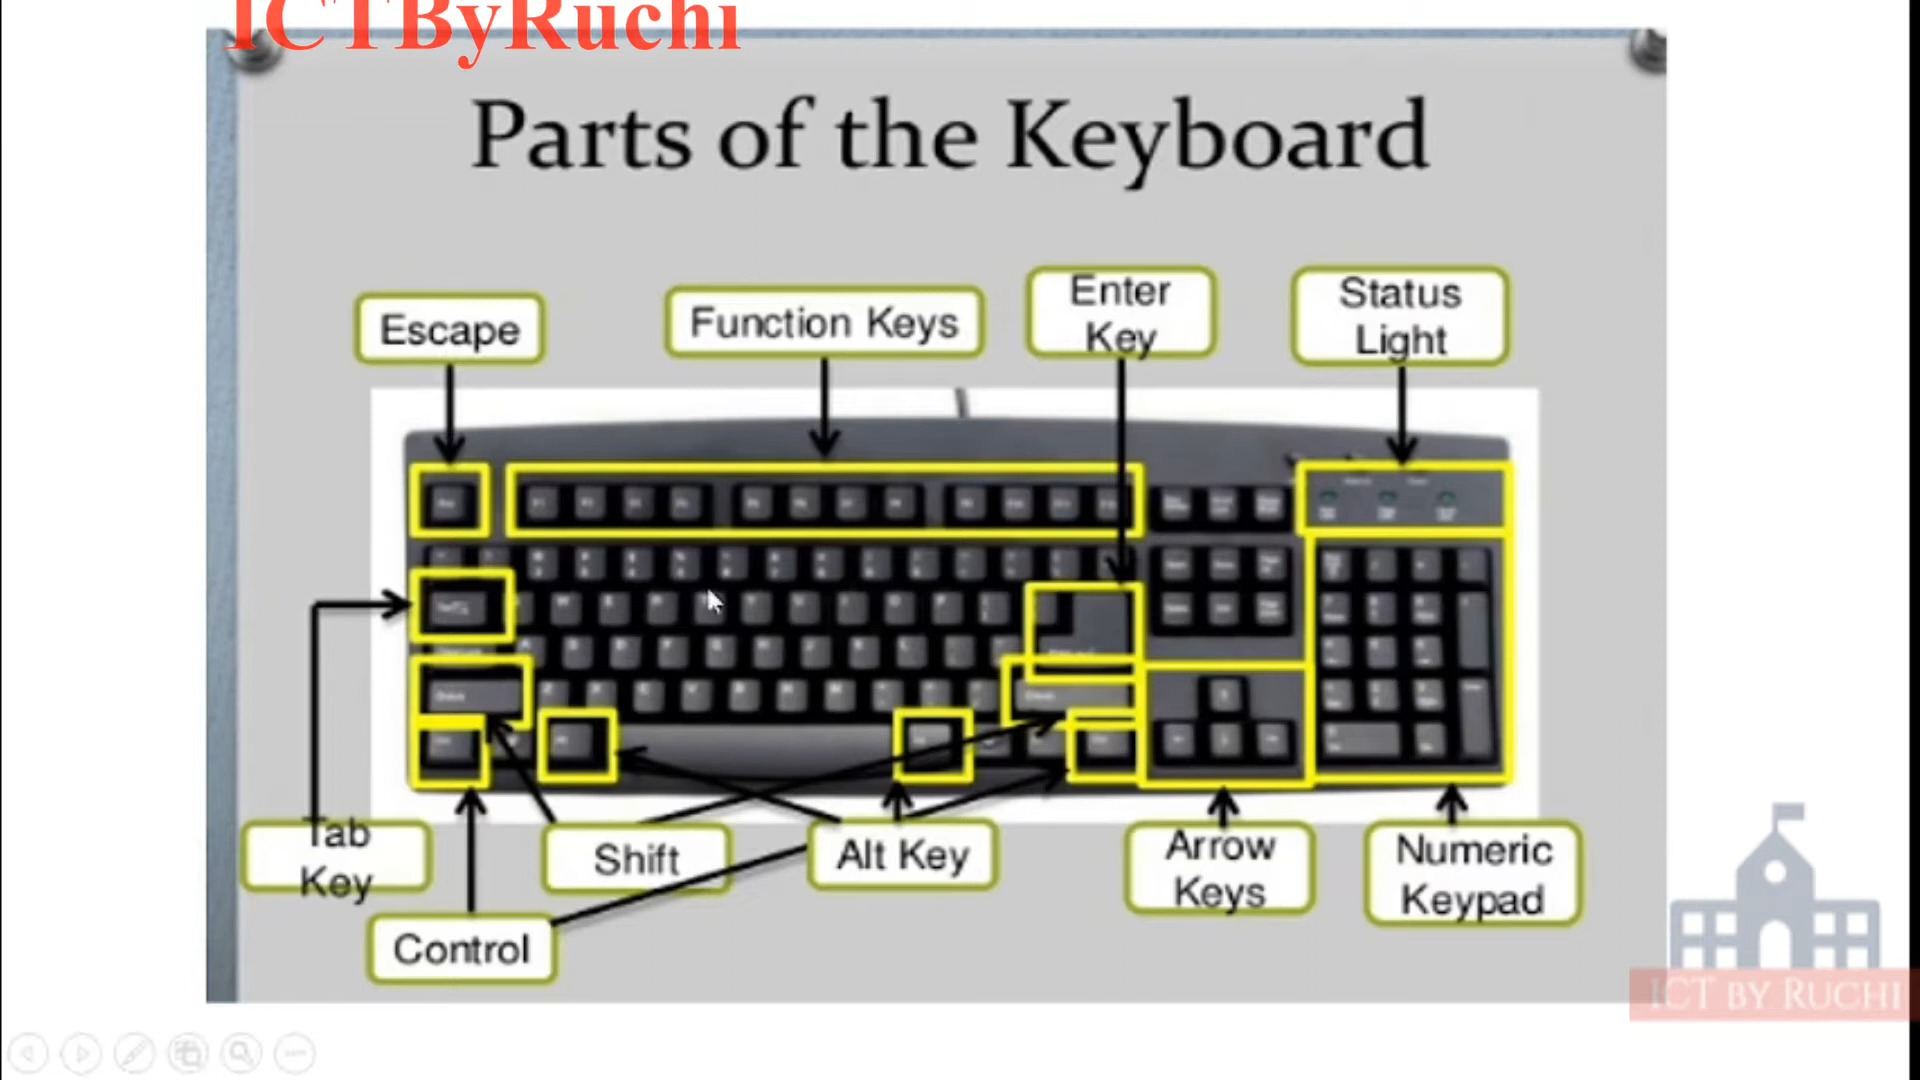 ICTByRuchi
Parts of the Keyboard
Escape
Function Keys
Enter
Key
Status
Light
Tab
Key
Shift
Alt Key
Arrow
Keys
Numeric
Keypad
Control
ICT BY RUCHI